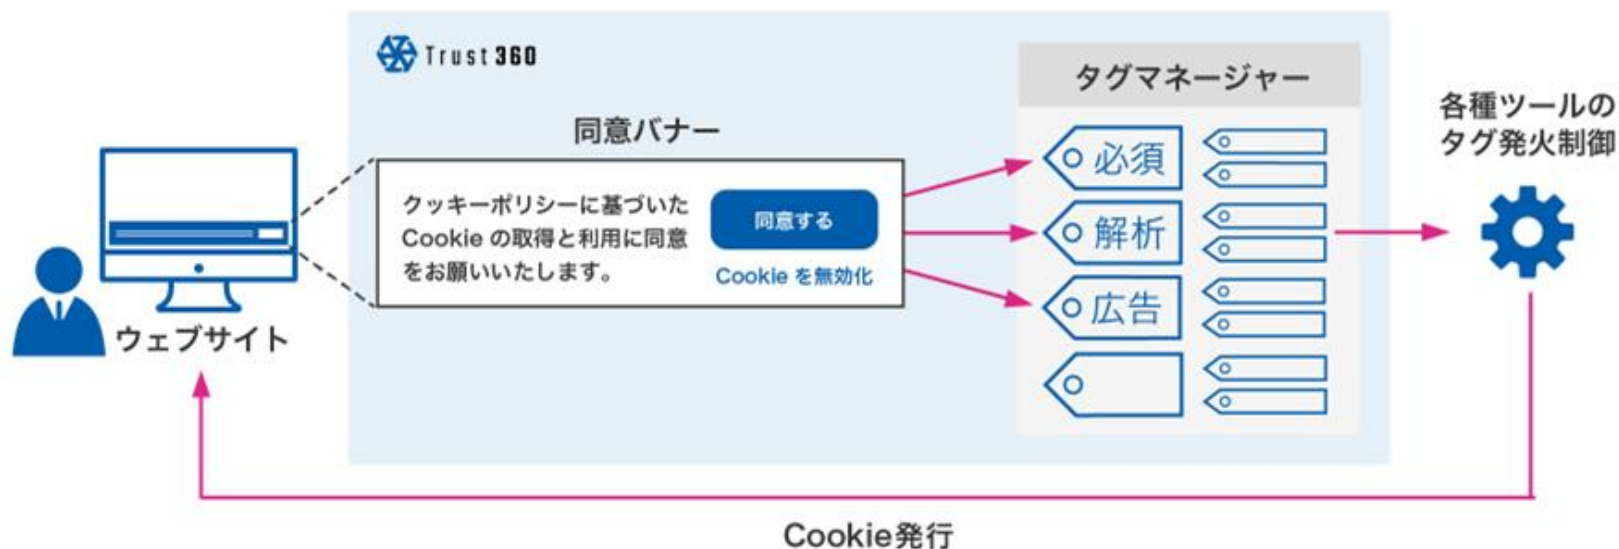 Trust 360
タグマネージャー
各種ツールの
タグ発火制御
同意バナー
クッキーポリシーに基づいた
Cookie の取得と利用に同意
をお願いいたします。
同意する
Cookie を無効化
必須
解析
広告
ウェブサイト
Cookie発行